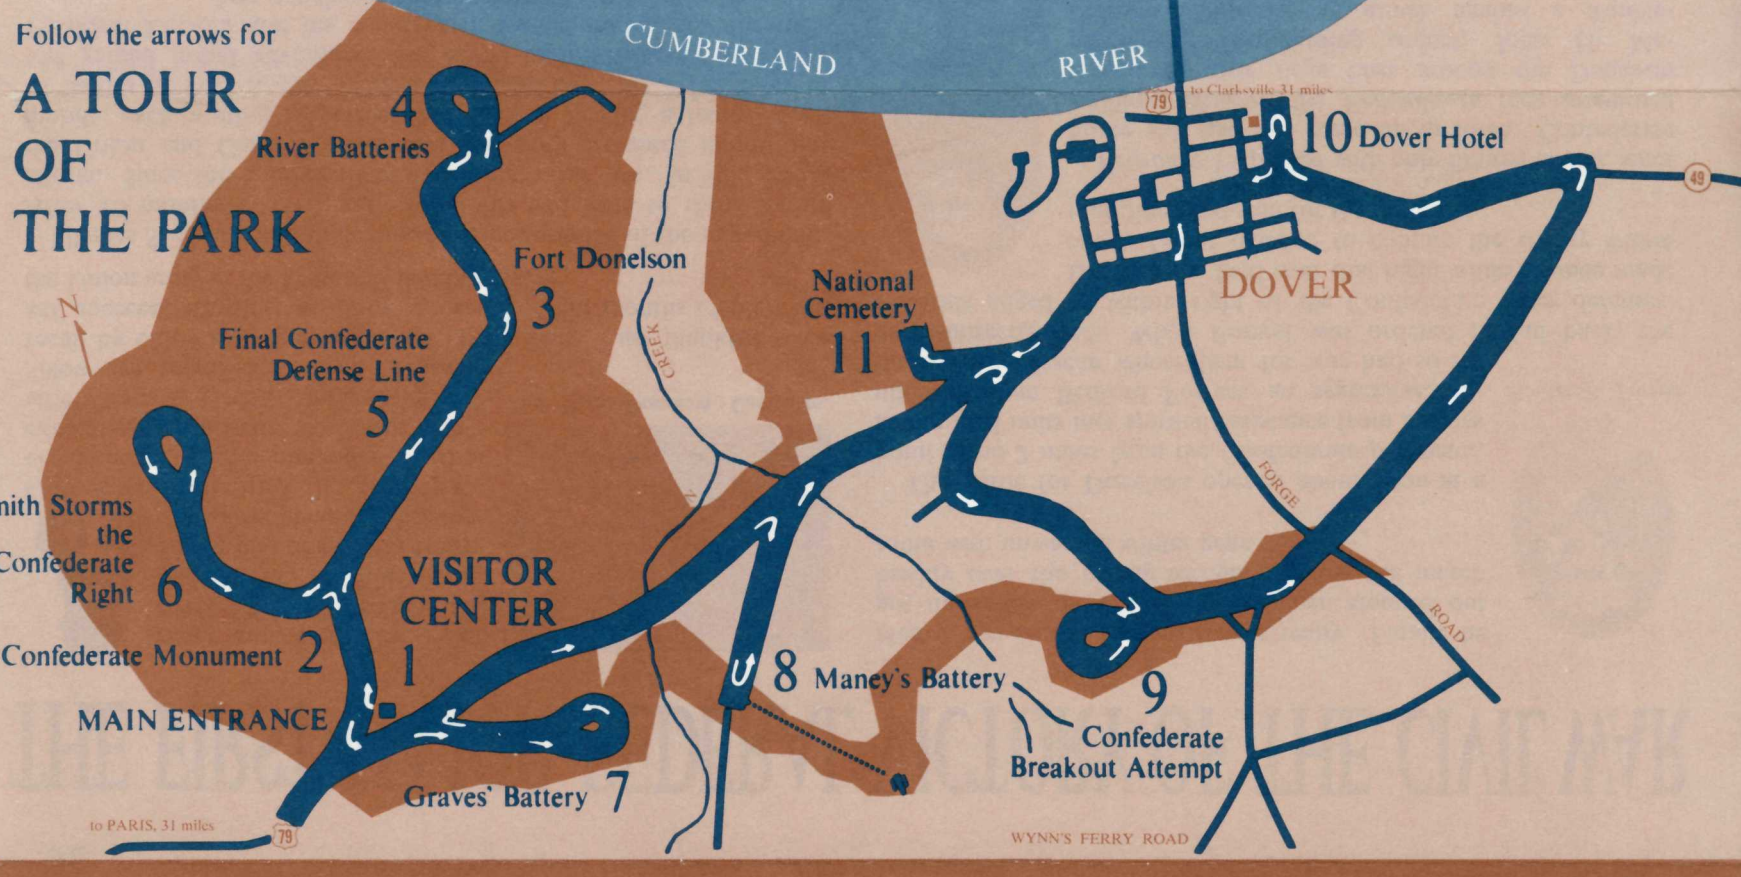 Follow the arrows for
A TOUR
OF
THE PARK
CUMBERLAND
RIVER
79
to Clarksville 31 miles
4
River Batteries
10 Dover Hotel
49
N
Fort Donelson
3
National
Cemetery
11
DOVER
CREEK
Final Confederate
Defense Line
5
FORGE
ROAD
Storms
the
Confederate
Right 6
VISITOR
CENTER
1
Confederate Monument 2
MAIN ENTRANCE
8 Maney's Battery
9
Confederate
Breakout Attempt
Graves' Battery 7
to PARIS, 31 miles
79
WYNN'S FERRY ROAD